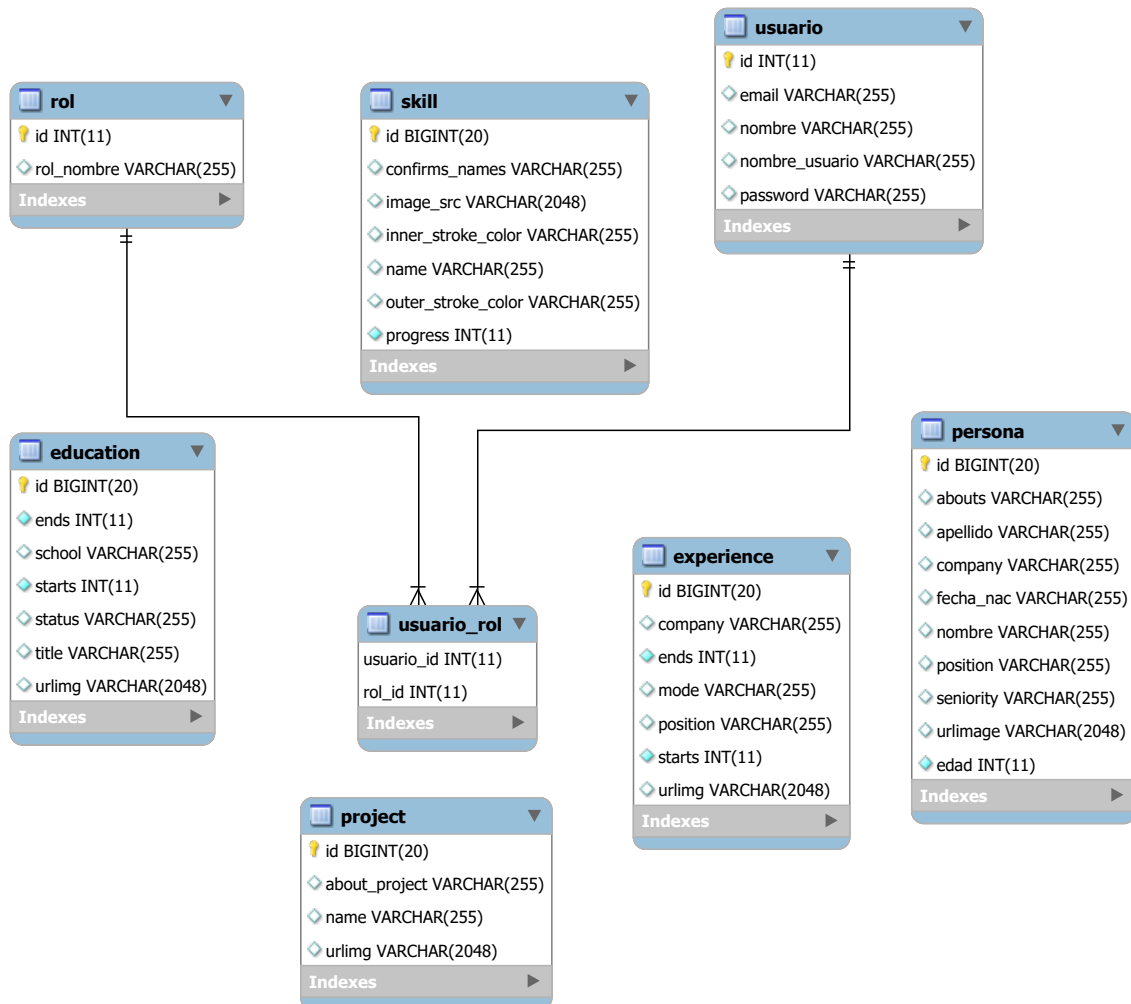 usuario
id INT(11)
email VARCHAR(255)
nombre VARCHAR(255)
nombre_usuario VARCHAR(255)
password VARCHAR(255)
Indexes
rol
id INT(11)
rol_nombre VARCHAR(255)
Indexes
skill
id BIGINT(20)
confirms_names VARCHAR(255)
image_src VARCHAR(2048)
inner_stroke_color VARCHAR(255)
name VARCHAR(255)
outer_stroke_color VARCHAR(255)
progress INT(11)
Indexes
education
id BIGINT(20)
ends INT(11)
school VARCHAR(255)
starts INT(11)
status VARCHAR(255)
title VARCHAR(255)
urlimg VARCHAR(2048)
Indexes
usuario_rol
usuario_id INT(11)
rol_id INT(11)
Indexes
experience
id BIGINT(20)
company VARCHAR(255)
ends INT(11)
mode VARCHAR(255)
position VARCHAR(255)
starts INT(11)
urlimg VARCHAR(2048)
Indexes
persona
id BIGINT(20)
abouts VARCHAR(255)
apellido VARCHAR(255)
company VARCHAR(255)
fecha_nac VARCHAR(255)
nombre VARCHAR(255)
position VARCHAR(255)
seniority VARCHAR(255)
urlimage VARCHAR(2048)
edad INT(11)
Indexes
project
id BIGINT(20)
about_project VARCHAR(255)
name VARCHAR(255)
urlimg VARCHAR(2048)
Indexes